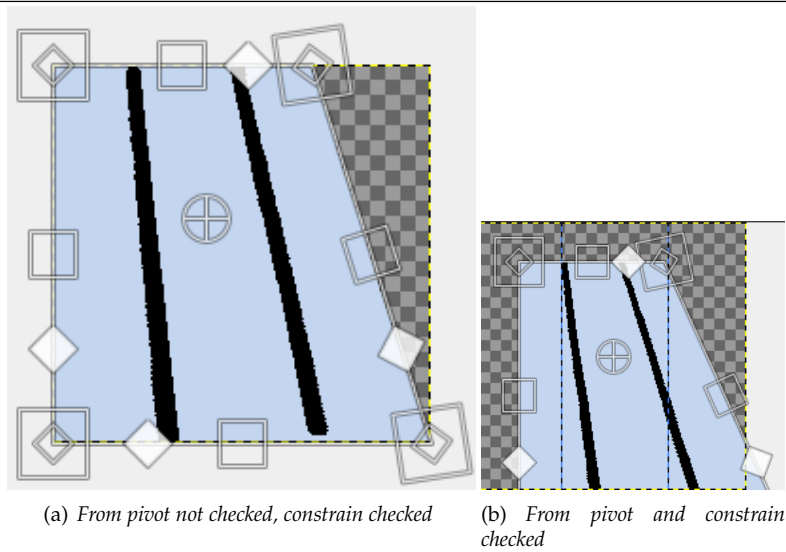 (a) From pivot not checked, constrain checked
(b) From pivot and constrain
checked